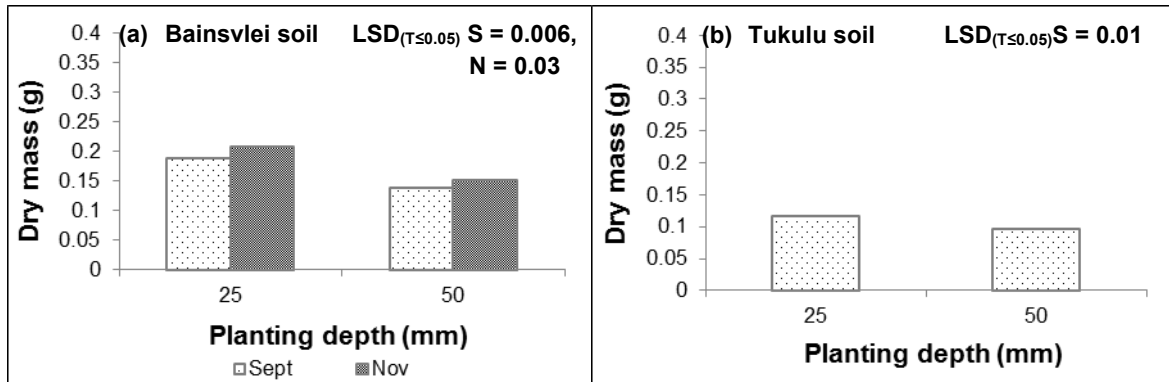 (a) Bainsvlei soil LSD(T≤0.05) S = 0.006,
N = 0.03
0.4
0.35
0.3
0.25
0.2
0.15
0.1
0.05
0
Dry mass (g)
25 50
Planting depth (mm)
Sept Nov
(b) Tukulu soil LSD(T≤0.05)S = 0.01
0.4
0.35
0.3
0.25
0.2
0.15
0.1
0.05
0
Dry mass (g)
25 50
Planting depth (mm)